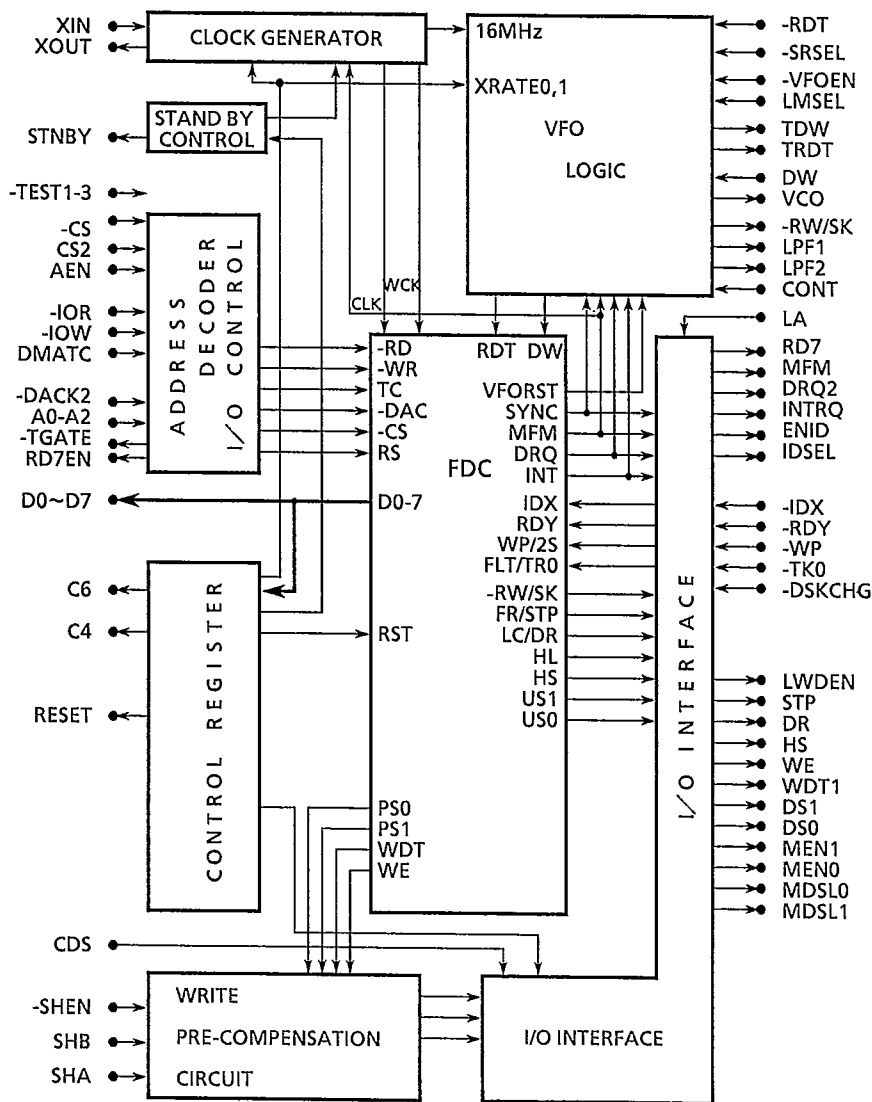 XIN
XOUT
CLOCK GENERATOR
16MHz
XRATE0,1
VFO
LOGIC
-RDT
-SRSEL
-VFOEN
LMSEL
TDW
TRDT
DW
VCO
-RW/SK
LPF1
LPF2
CONT
STNBY
STAND BY
CONTROL
-TEST1-3
-CS
CS2
AEN
-IOR
-IOW
DMATC
-DACK2
A0-A2
-TGATE
RD7EN
ADDRESS
DECODER
I/O CONTROL
CLK
WCK
-RD
-WR
TC
-DAC
-CS
RS
D0-7
RST
PS0
PS1
WDT
WE
FDC
RDT DW
VFORST
SYNC
MFM
DRQ
INT
IDX
RDY
WP/2S
FLT/TR0
-RW/SK
FR/STP
LC/DR
HL
HS
US1
US0
LA
RD7
MFM
DRQ2
INTRQ
ENID
IDSEL
-IDX
-RDY
-WP
-TK0
-DSKCHG
I/O INTERFACE
LWDEN
STP
DR
HS
WE
WDT1
DS1
DS0
MEN1
MEN0
MDSL0
MDSL1
D0~D7
C6
C4
RESET
CONTROL REGISTER
CDS
-SHEN
SHB
SHA
WRITE
PRE-COMPENSATION
CIRCUIT
I/O INTERFACE